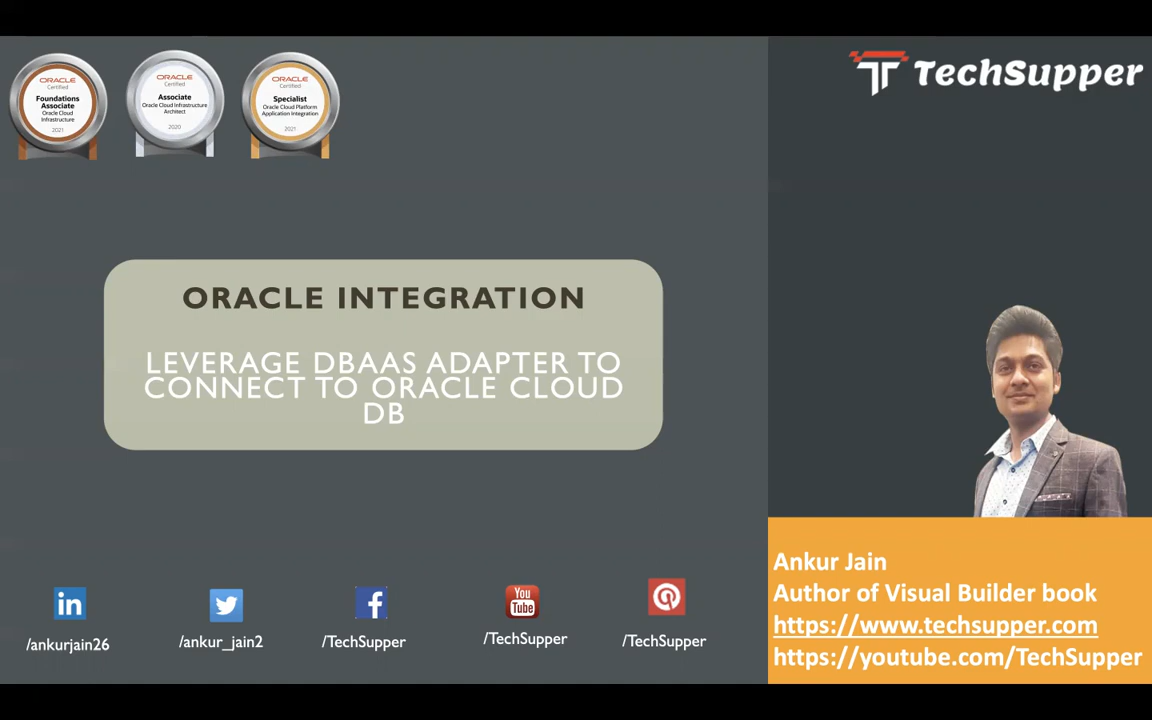 ORACLE
Certified
Foundations
Associate
Oracle Cloud
Infrastructure
2021
ORACLE
Certified
Associate
Oracle Cloud Infrastructure
Architect
2020
ORACLE
Certified
Specialist
Oracle Cloud Platform
Application Integration
2021
TechSupper
ORACLE INTEGRATION
LEVERAGE DBAAS ADAPTER TO
CONNECT TO ORACLE CLOUD
DB
Ankur Jain
Author of Visual Builder book
https://www.techsupper.com
https://youtube.com/TechSupper
in
f
You
Tube
/ankurjain26
/ankur_jain2
/TechSupper
/TechSupper
/TechSupper